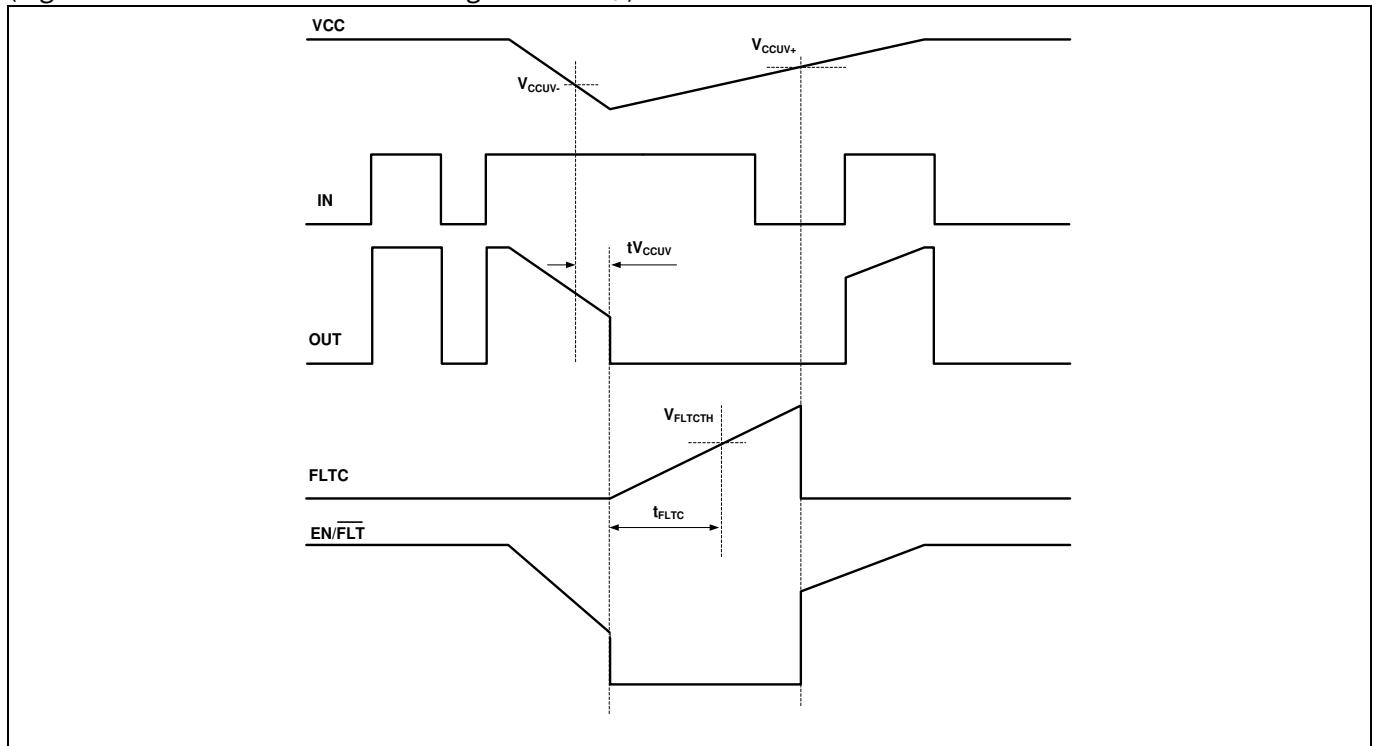 VCC
VCCUV+
VCCUV-
IN
tVCCUV
OUT
VFLTCTH
FLTC
tFLTC
EN/FLT